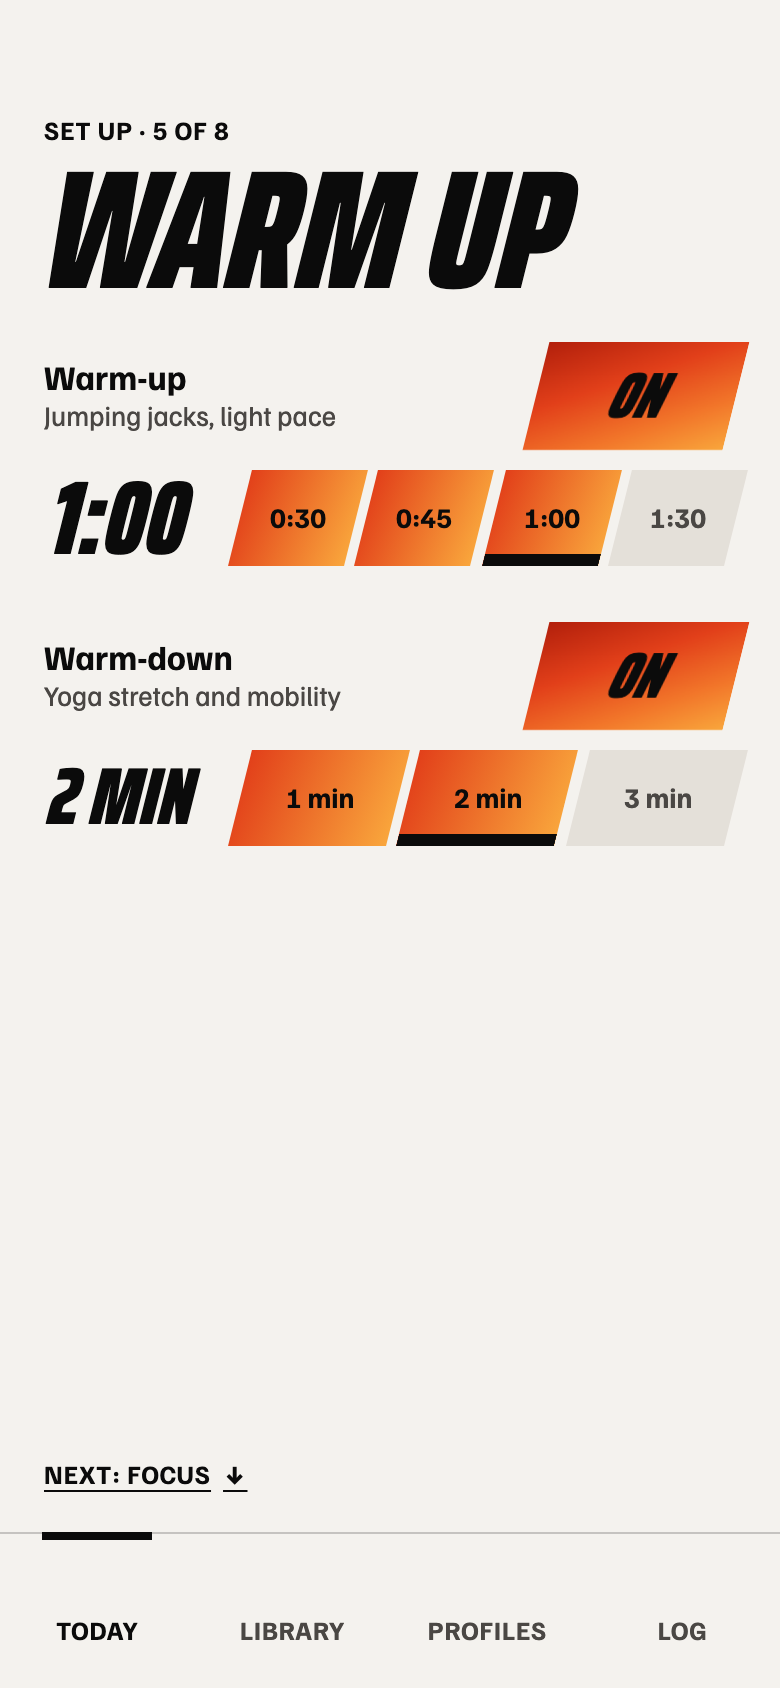 SET UP · 5 OF 8
WARM UP
Warm-up
Jumping jacks, light pace
ON
1:00
0:30
0:45
1:00
1:30
Warm-down
Yoga stretch and mobility
ON
2 MIN
1 min
2 min
3 min
NEXT: FOCUS ↓
TODAY
LIBRARY
PROFILES
LOG